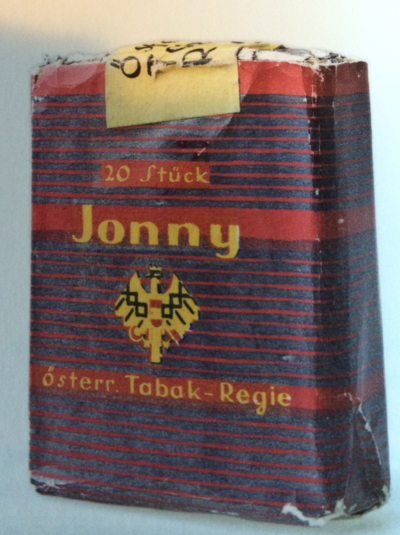 Ö
20 Stück
Jonny
Österr. Tabak-Regie